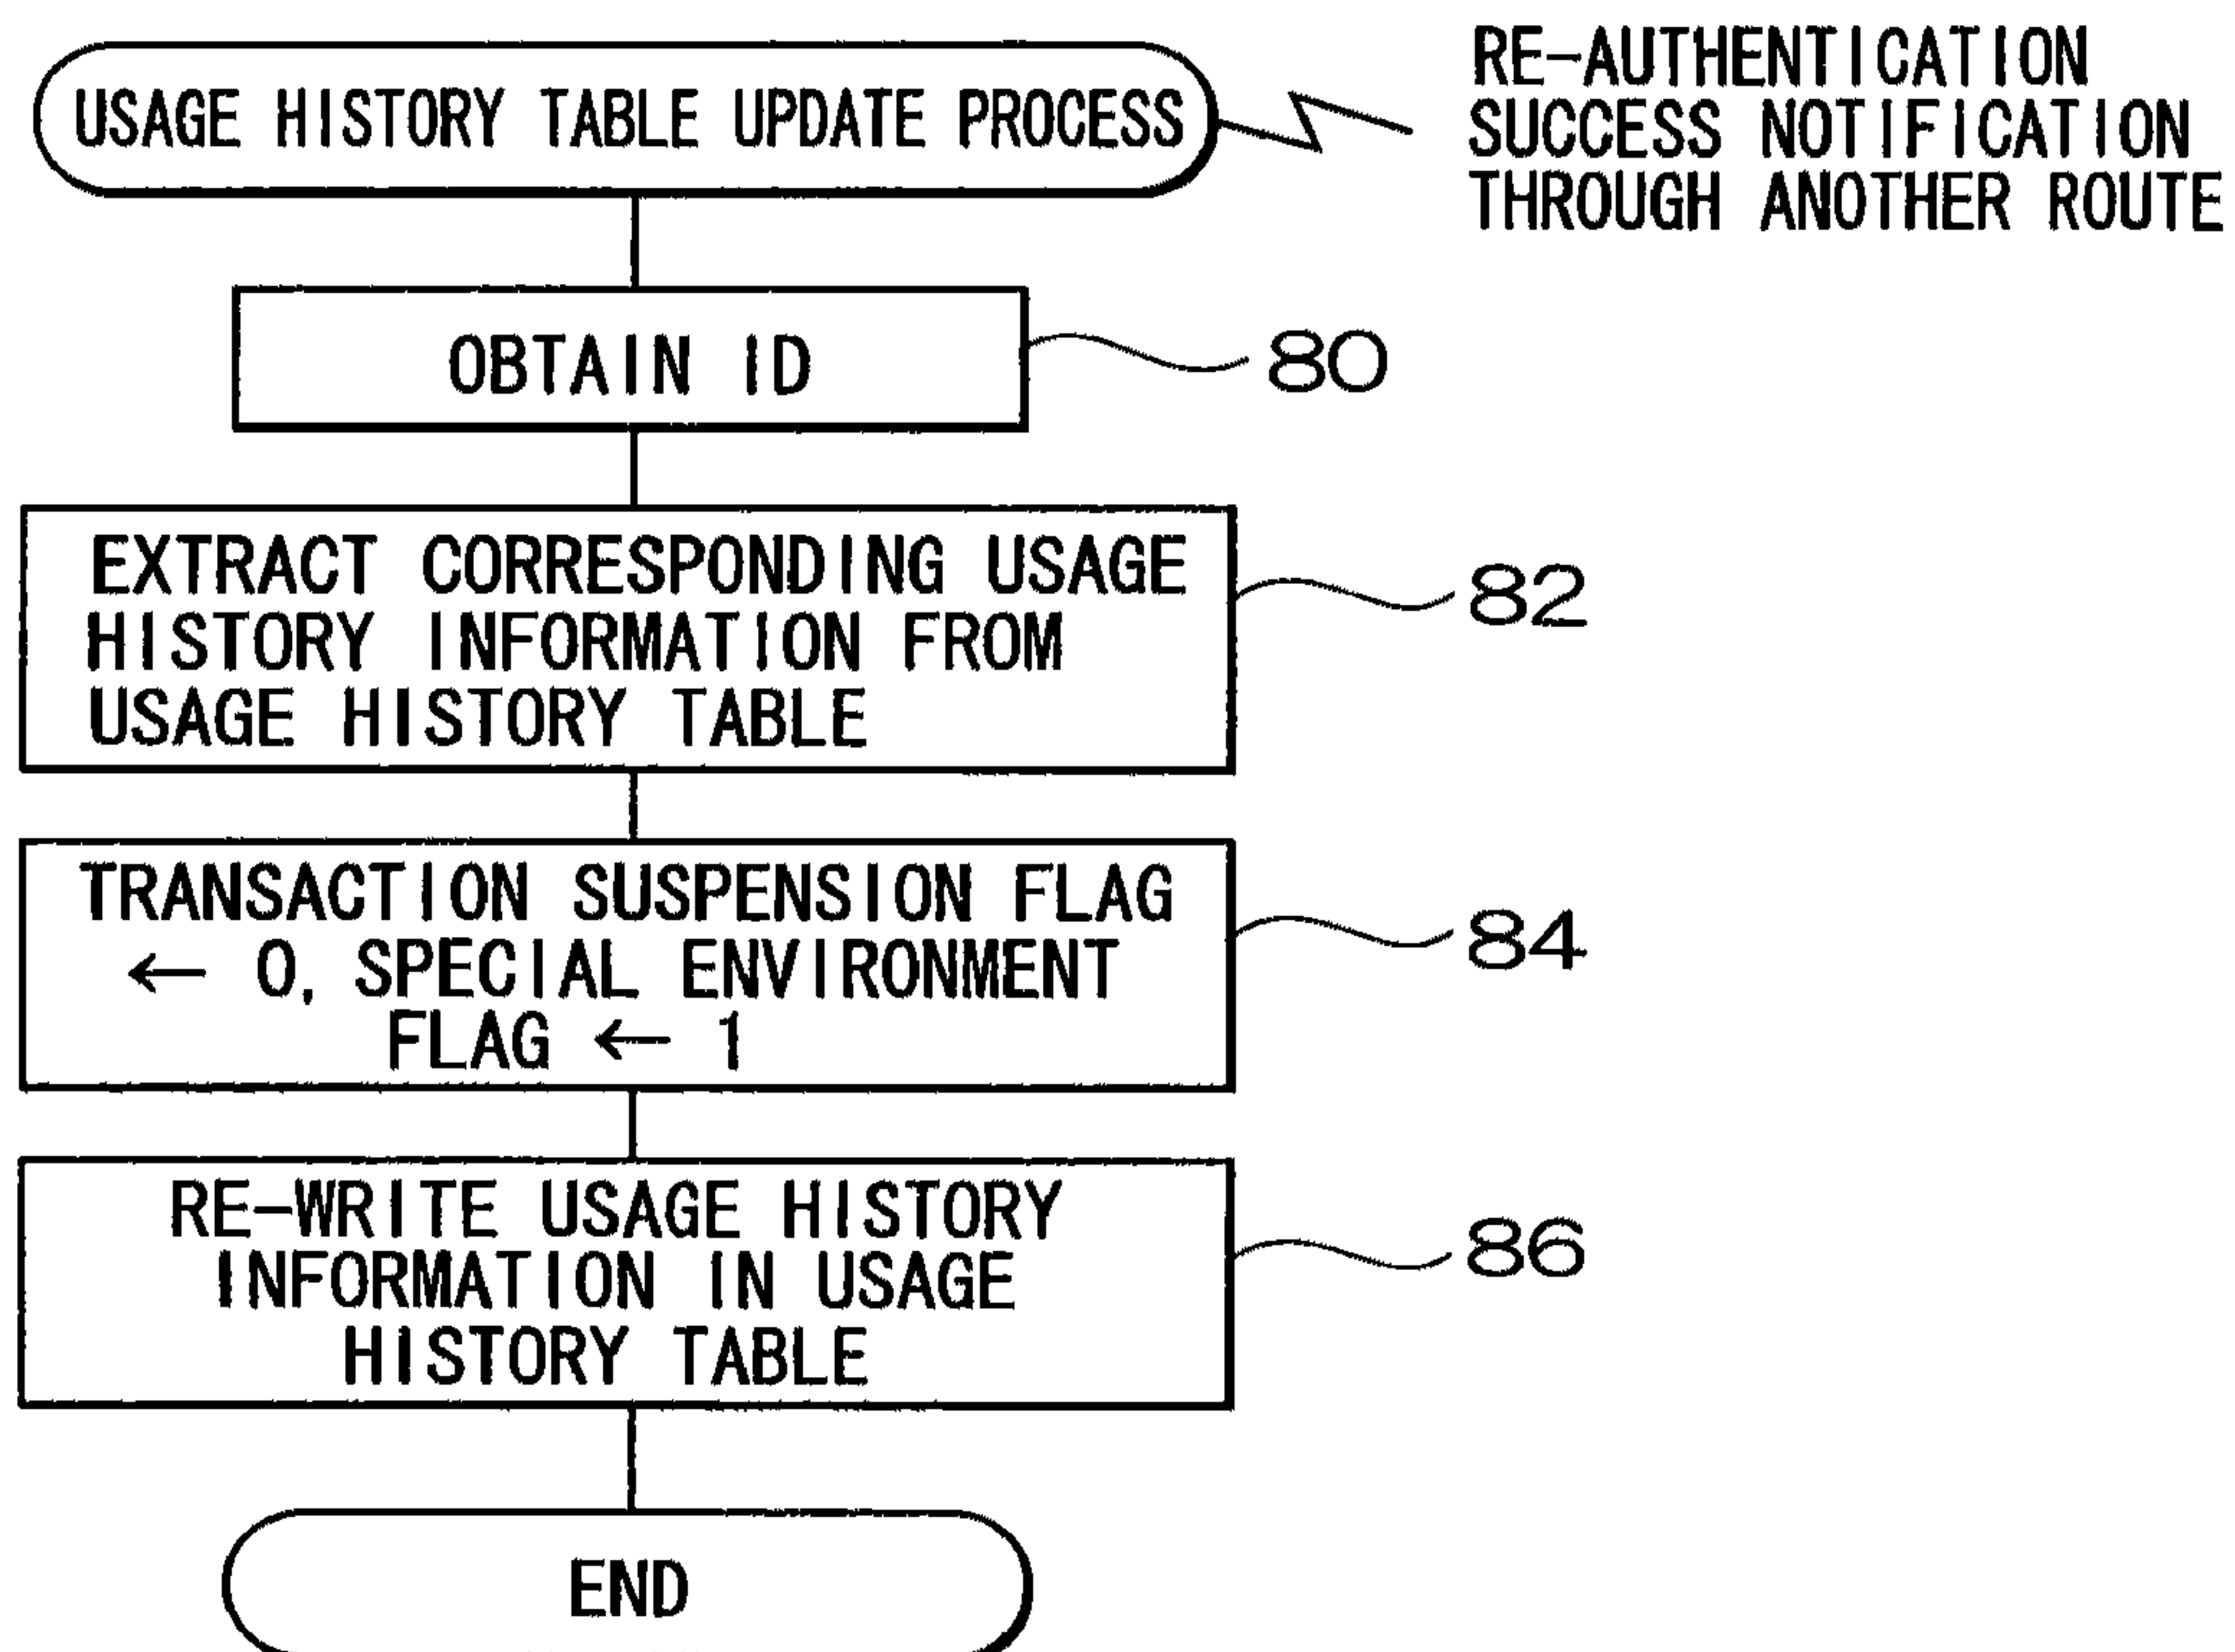 USAGE HISTORY TABLE UPDATE PROCESS
RE-AUTHENTICATION
SUCCESS NOTIFICATION
THROUGH ANOTHER ROUTE
OBTAIN ID
80
EXTRACT CORRESPONDING USAGE
HISTORY INFORMATION FROM
USAGE HISTORY TABLE
82
TRANSACTION SUSPENSION FLAG
← 0, SPECIAL ENVIRONMENT
FLAG ← 1
84
RE-WRITE USAGE HISTORY
INFORMATION IN USAGE
HISTORY TABLE
86
END